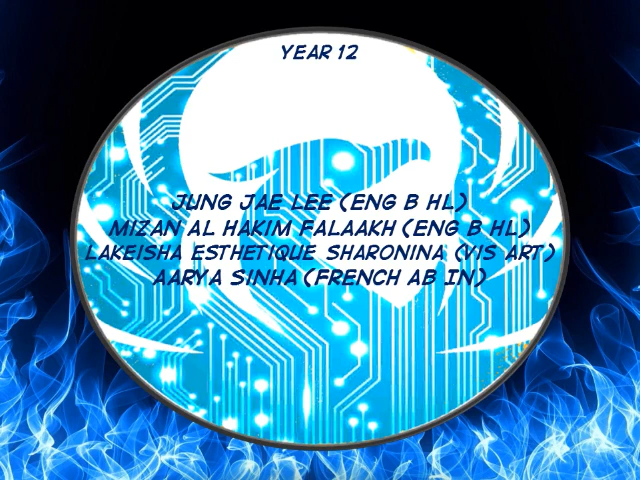 YEAR 12
JUNG JAE LEE (ENG B HL)
MIZAN AL HAKIM FALAAKH (ENG B HL)
LAKEISHA ESTHETIQUE SHARONINA (VIS ART)
AARYA SINHA (FRENCH AB IN)